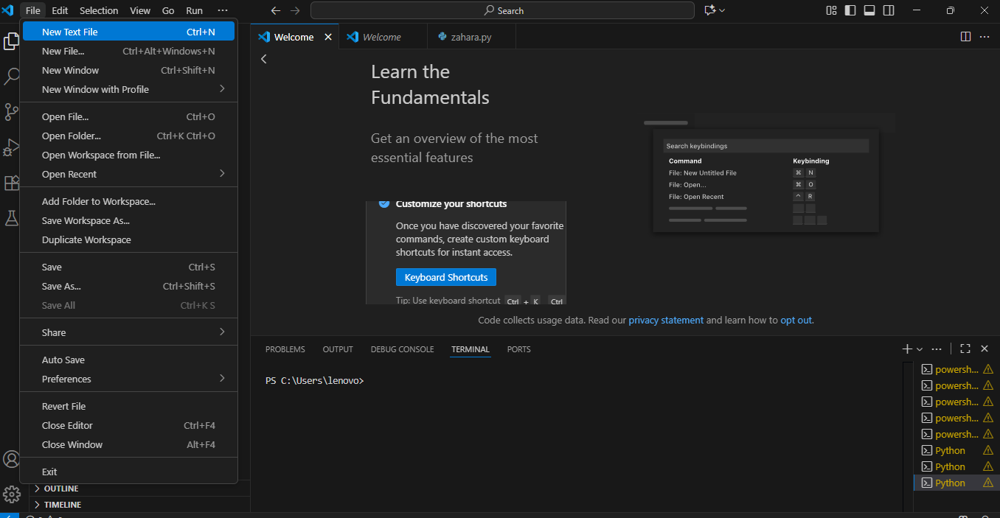 File Edit Selection View Go Run ···
Search
New Text File Ctrl+N
New File... Ctrl+Alt+Windows+N
New Window Ctrl+Shift+N
New Window with Profile
Open File... Ctrl+O
Open Folder... Ctrl+K Ctrl+O
Open Workspace from File...
Open Recent
Add Folder to Workspace...
Save Workspace As...
Duplicate Workspace
Save Ctrl+S
Save As... Ctrl+Shift+S
Save All Ctrl+K S
Share
Auto Save
Preferences
Revert File
Close Editor Ctrl+F4
Close Window Alt+F4
Exit
OUTLINE
TIMELINE
Welcome Welcome zahara.py
Learn the
Fundamentals
Get an overview of the most
essential features
Customize your shortcuts
Once you have discovered your favorite
commands, create custom keyboard
shortcuts for instant access.
Keyboard Shortcuts
Tip: Use keyboard shortcut Ctrl + K Ctrl
Search keybindings
Command Keybinding
File: New Untitled File ⌘ N
File: Open... ⌘ O
File: Open Recent ^ R
Code collects usage data. Read our privacy statement and learn how to opt out.
PROBLEMS OUTPUT DEBUG CONSOLE TERMINAL PORTS
PS C:\Users\lenovo>
powersh...
powersh...
powersh...
powersh...
powersh...
Python
Python
Python